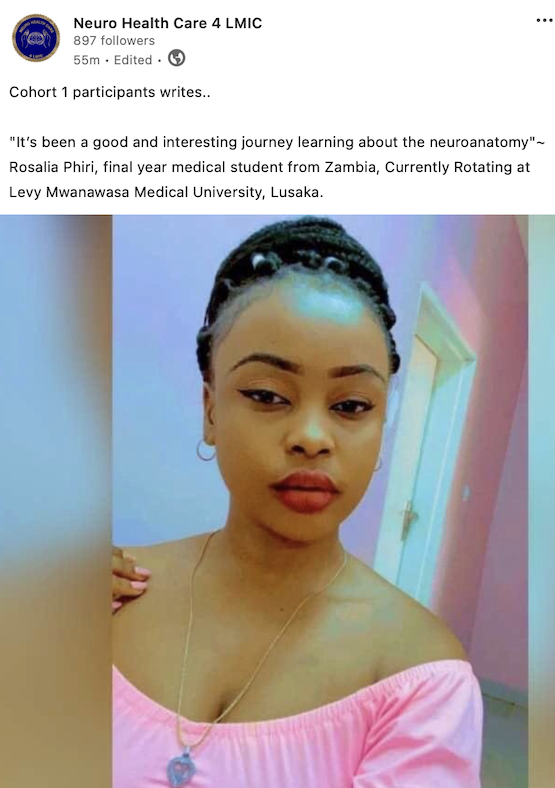 Neuro Health Care 4 LMIC
897 followers
55m • Edited •
Cohort 1 participants writes..
"It's been a good and interesting journey learning about the neuroanatomy"~
Rosalia Phiri, final year medical student from Zambia, Currently Rotating at
Levy Mwanawasa Medical University, Lusaka.